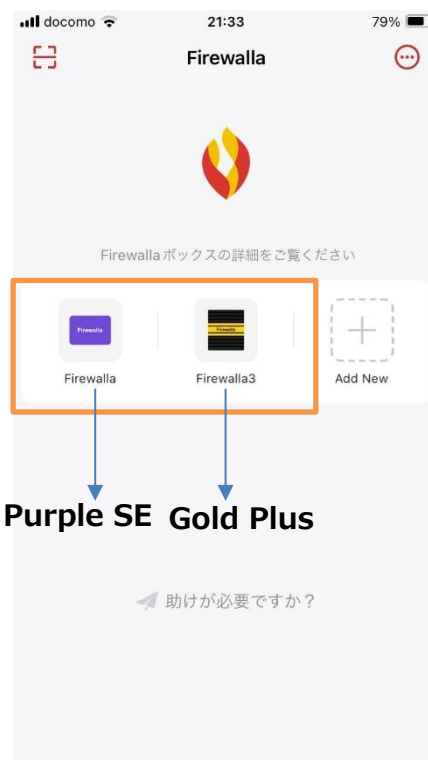 docomo 21:33 79%
Firewalla
Firewallaボックスの詳細をご覧ください
Firewalla Firewalla
Firewalla Firewalla3 Add New
Purple SE Gold Plus
助けが必要ですか？